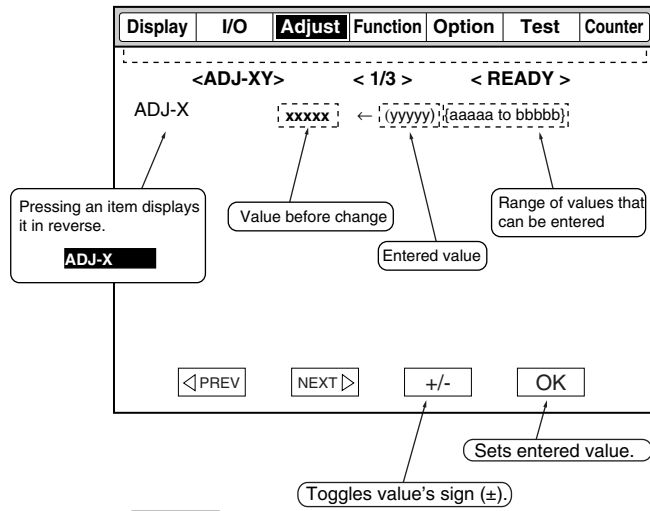 Display I/O Adjust Function Option Test Counter
<ADJ-XY> < 1/3 > < READY >
ADJ-X xxxxx ← (yyyyy) {aaaaa to bbbbb}
Pressing an item displays
it in reverse.
ADJ-X
Value before change
Entered value
Range of values that
can be entered
PREV NEXT +/- OK
Sets entered value.
Toggles value's sign (±).